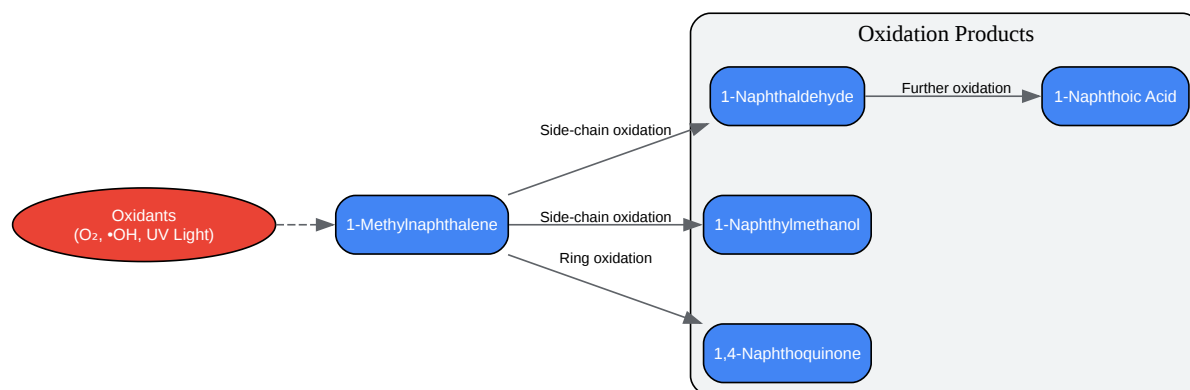 Oxidation Products
1-Naphthaldehyde
Further oxidation
1-Naphthoic Acid
Side-chain oxidation
Oxidants
(O₂, •OH, UV Light)
1-Methylnaphthalene
Side-chain oxidation
1-Naphthylmethanol
Ring oxidation
1,4-Naphthoquinone